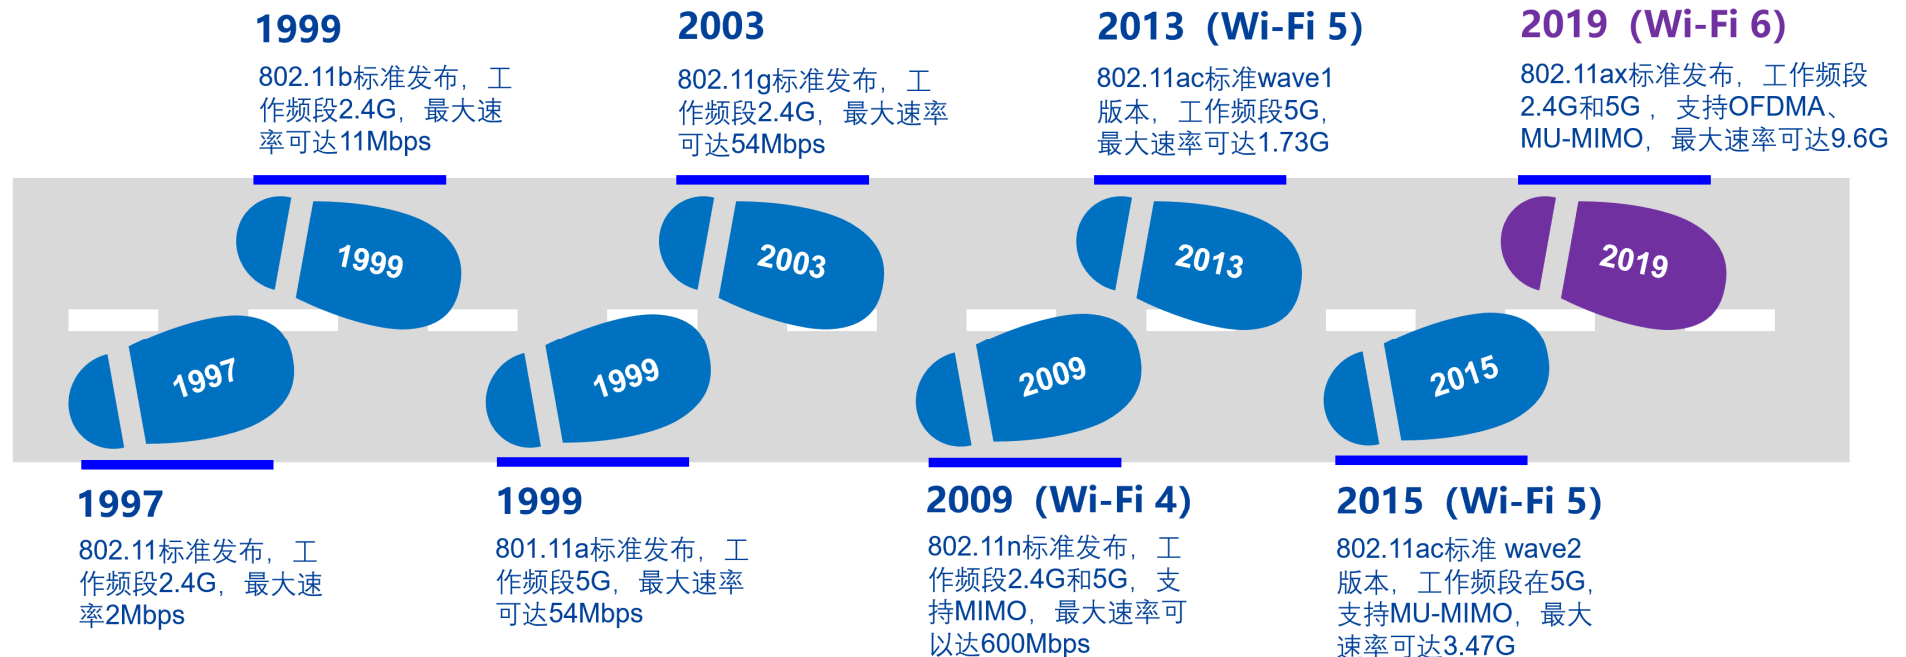 1999
802.11b标准发布，工
作频段2.4G，最大速
率可达11Mbps
2003
802.11g标准发布，工
作频段2.4G，最大速率
可达54Mbps
2013（Wi-Fi 5）
802.11ac标准wave1
版本，工作频段5G，
最大速率可达1.73G
2019（Wi-Fi 6）
802.11ax标准发布，工作频段
2.4G和5G ，支持OFDMA、
MU-MIMO，最大速率可达9.6G
1999
2003
2013
2019
1997
1999
2009
2015
1997
802.11标准发布，工
作频段2.4G，最大速
率2Mbps
1999
801.11a标准发布，工
作频段5G，最大速率
可达54Mbps
2009（Wi-Fi 4）
802.11n标准发布，工
作频段2.4G和5G，支
持MIMO，最大速率可
以达600Mbps
2015（Wi-Fi 5）
802.11ac标准 wave2
版本，工作频段在5G，
支持MU-MIMO，最大
速率可达3.47G